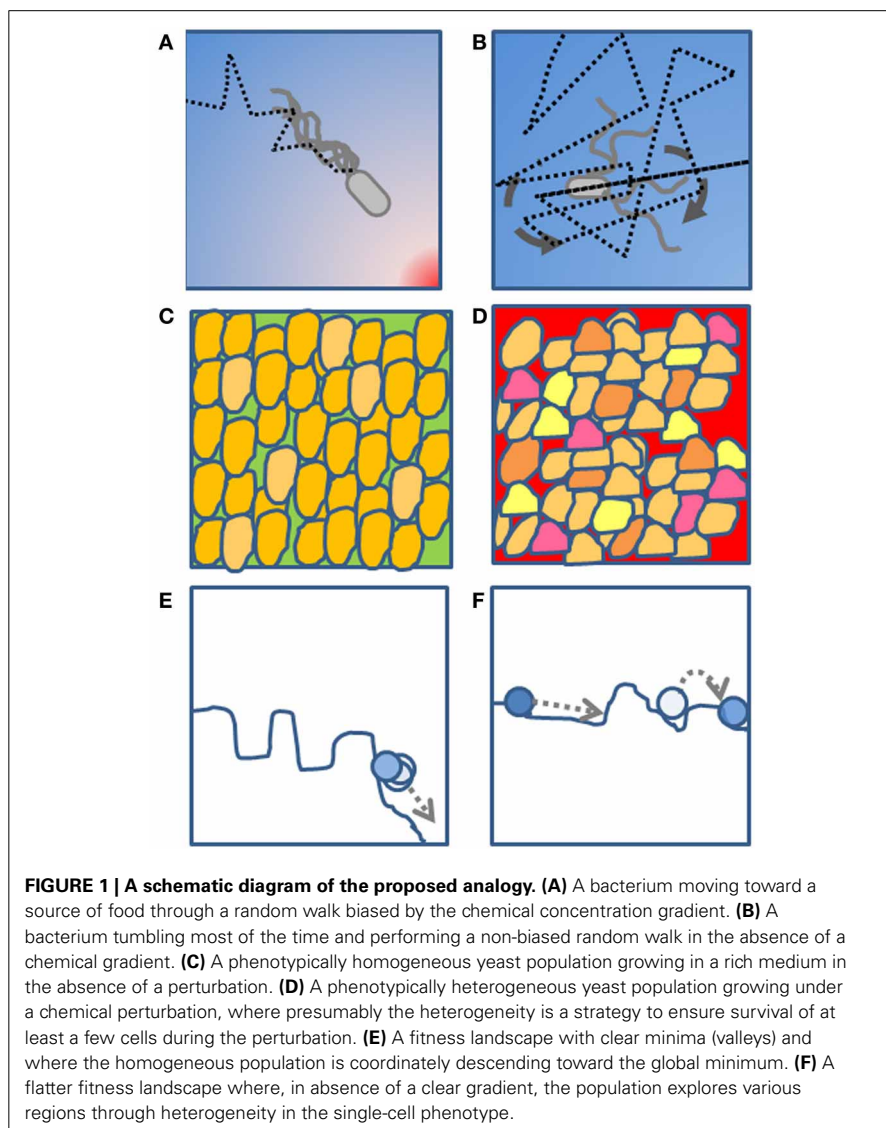 A
B
C
D
E
F
FIGURE 1 | A schematic diagram of the proposed analogy. (A) A bacterium moving toward a
source of food through a random walk biased by the chemical concentration gradient. (B) A
bacterium tumbling most of the time and performing a non-biased random walk in the absence of a
chemical gradient. (C) A phenotypically homogeneous yeast population growing in a rich medium in
the absence of a perturbation. (D) A phenotypically heterogeneous yeast population growing under
a chemical perturbation, where presumably the heterogeneity is a strategy to ensure survival of at
least a few cells during the perturbation. (E) A fitness landscape with clear minima (valleys) and
where the homogeneous population is coordinately descending toward the global minimum. (F) A
flatter fitness landscape where, in absence of a clear gradient, the population explores various
regions through heterogeneity in the single-cell phenotype.